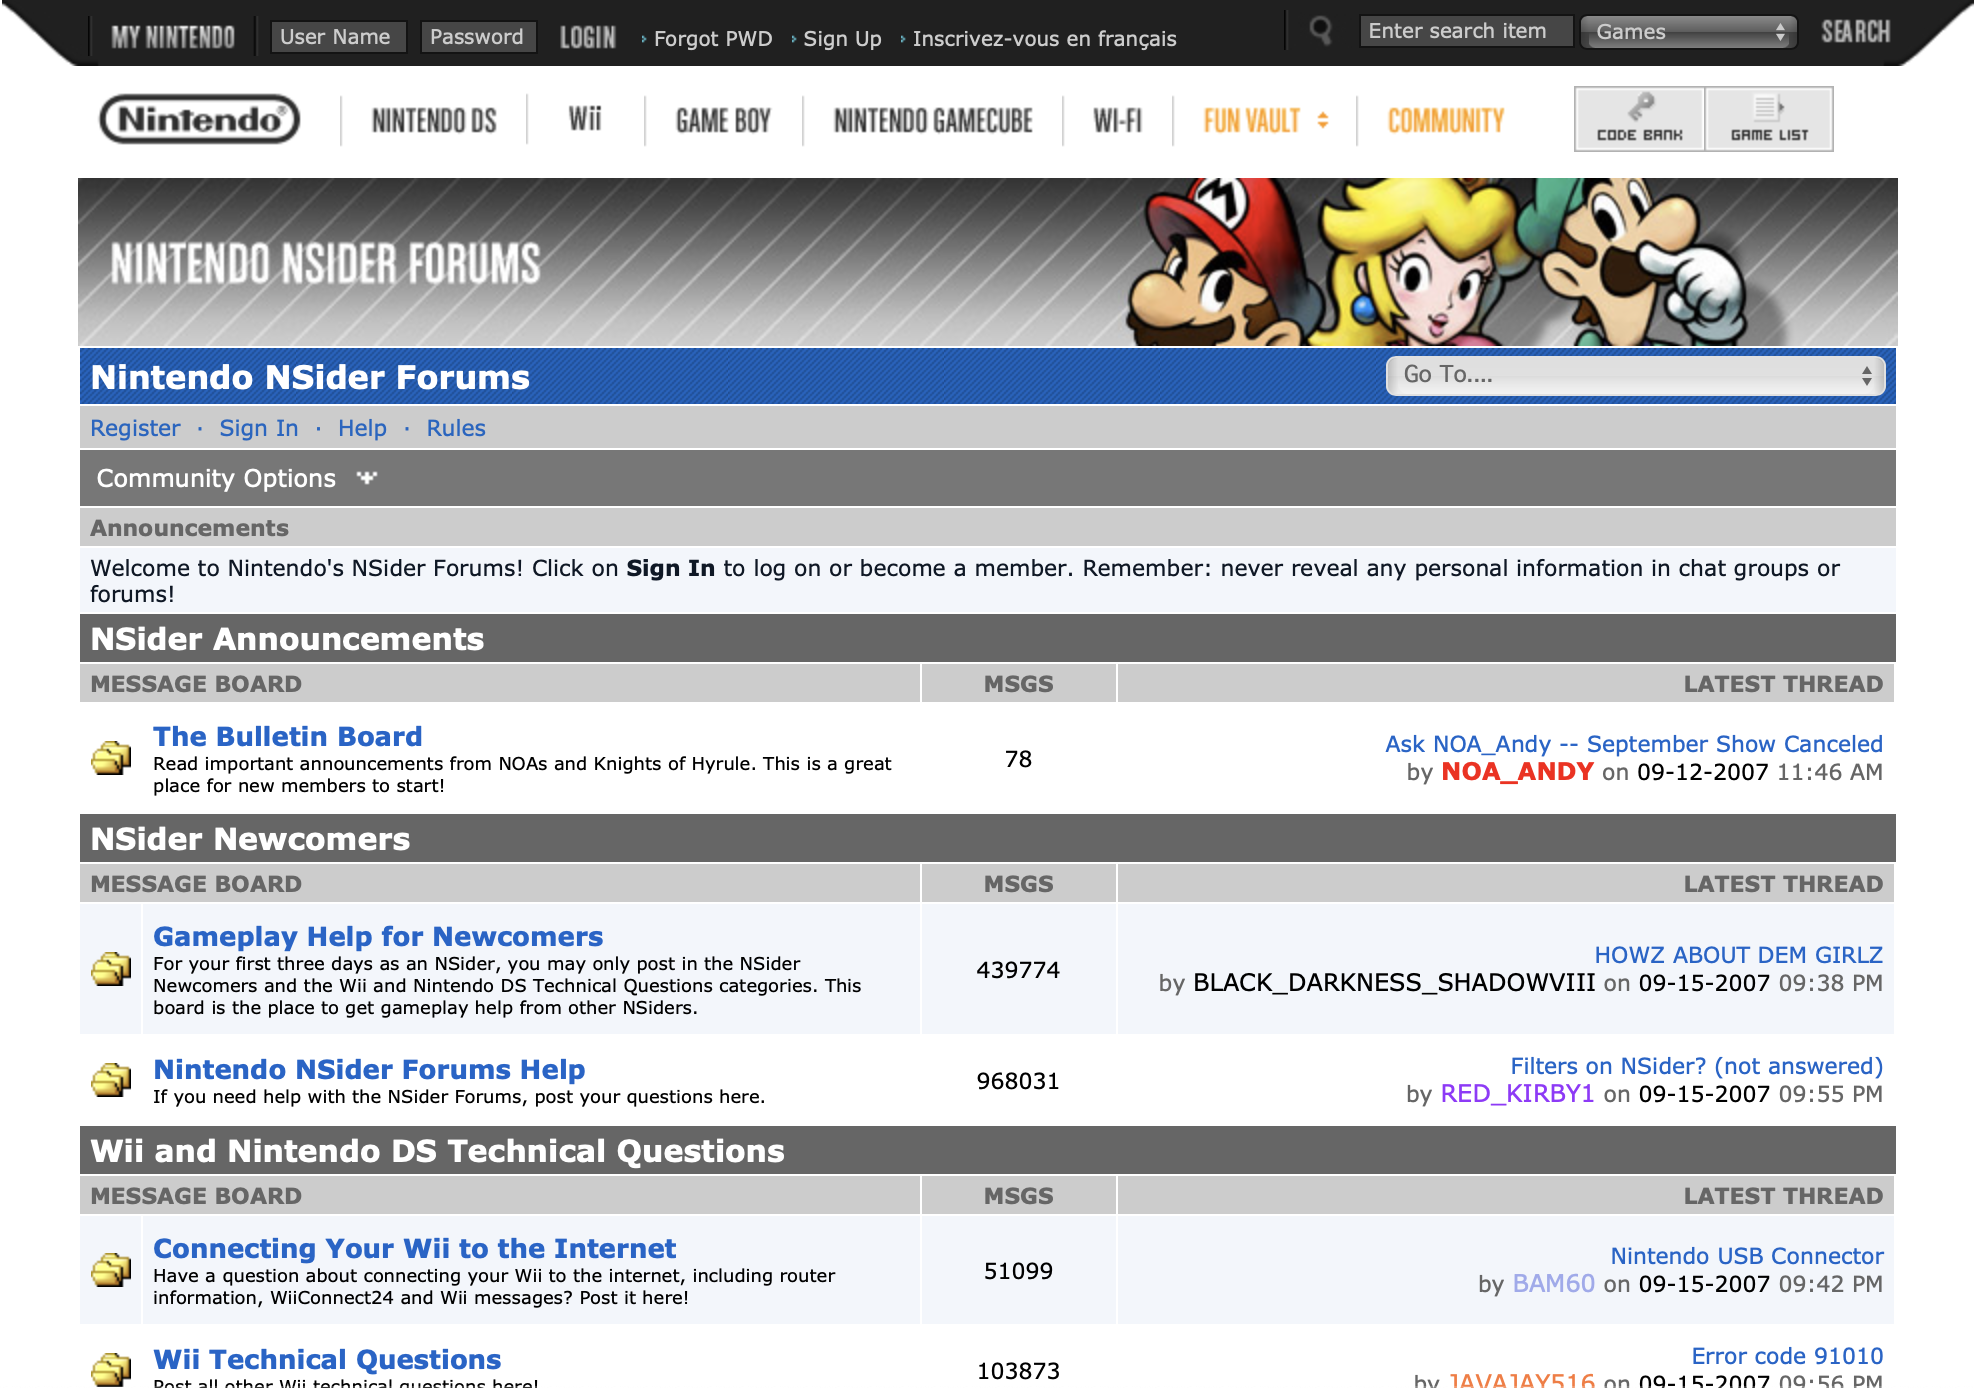 MY NINTENDO User Name Password LOGIN Forgot PWD Sign Up Inscrivez-vous en français Enter search item Games SEARCH
Nintendo® NINTENDO DS Wii GAME BOY NINTENDO GAMECUBE WI-FI FUN VAULT COMMUNITY CODE BANK GAME LIST
NINTENDO NSIDER FORUMS
M
Nintendo NSider Forums Go To....
Register · Sign In · Help · Rules
Community Options
Announcements
Welcome to Nintendo's NSider Forums! Click on Sign In to log on or become a member. Remember: never reveal any personal information in chat groups or
forums!
NSider Announcements
MESSAGE BOARD MSGS LATEST THREAD
The Bulletin Board
Read important announcements from NOAs and Knights of Hyrule. This is a great
place for new members to start!
78
Ask NOA_Andy -- September Show Canceled
by NOA_ANDY on 09-12-2007 11:46 AM
NSider Newcomers
MESSAGE BOARD MSGS LATEST THREAD
Gameplay Help for Newcomers
For your first three days as an NSider, you may only post in the NSider
Newcomers and the Wii and Nintendo DS Technical Questions categories. This
board is the place to get gameplay help from other NSiders.
439774
HOWZ ABOUT DEM GIRLZ
by BLACK_DARKNESS_SHADOWVIII on 09-15-2007 09:38 PM
Nintendo NSider Forums Help
If you need help with the NSider Forums, post your questions here.
968031
Filters on NSider? (not answered)
by RED_KIRBY1 on 09-15-2007 09:55 PM
Wii and Nintendo DS Technical Questions
MESSAGE BOARD MSGS LATEST THREAD
Connecting Your Wii to the Internet
Have a question about connecting your Wii to the internet, including router
information, WiiConnect24 and Wii messages? Post it here!
51099
Nintendo USB Connector
by BAM60 on 09-15-2007 09:42 PM
Wii Technical Questions
Post all other Wii technical questions here!
103873
Error code 91010
by JAVAJAY516 on 09-15-2007 09:56 PM